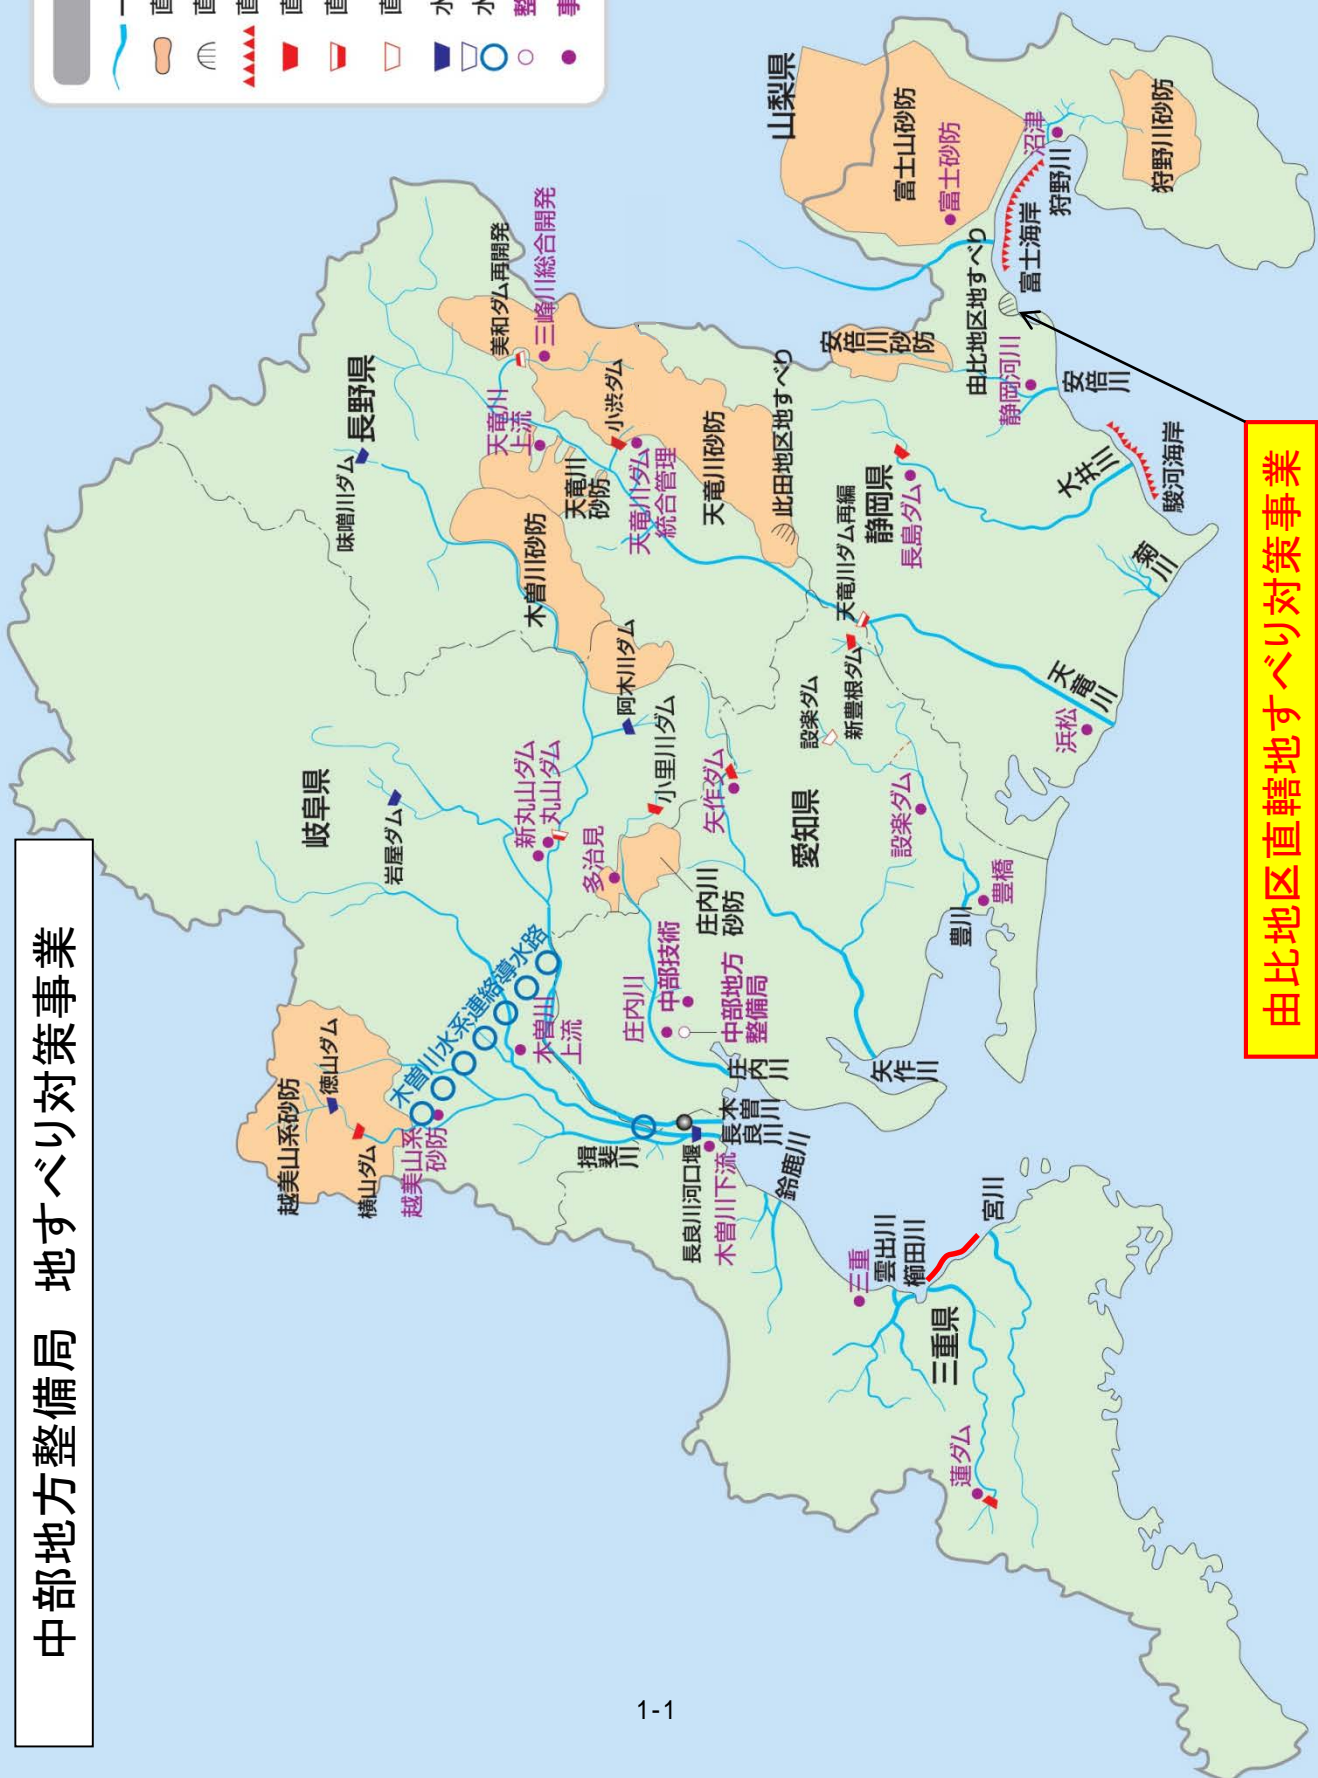 中部地方整備局 地すべり対策事業
一
直
直
直
直
直
直
水
水
整
事
山梨県
富士山砂防
富士砂防
沼津
狩野川
狩野川砂防
富士海岸
由比地区地すべり
静岡河川
安倍川
砂防
安倍川
美和ダム再開発
三峰川総合開発
長野県
味噌川ダム
天竜川
上流
小渋ダム
天竜川
砂防
天竜川ダム
統合管理
天竜川砂防
此田地区地すべり
木曽川砂防
静岡県
長島ダム
大井川
駿河海岸
菊川
天竜川ダム再編
新豊根ダム
設楽ダム
天竜川
浜松
阿木川ダム
小里川ダム
矢作ダム
愛知県
設楽ダム
豊橋
豊川
岐阜県
岩屋ダム
新丸山ダム
丸山ダム
多治見
庄内川
砂防
中部技術
庄内川
中部地方
整備局
庄内川
矢作川
木曽川水系連絡導水路
木曽川
上流
越美山系砂防
徳山ダム
横山ダム
越美山系
砂防
揖斐川
長良川
木曽川
長良川河口堰
木曽川下流
鈴鹿川
三重
雲出川
櫛田川
宮川
三重県
蓮ダム
由比地区直轄地すべり対策事業
1-1